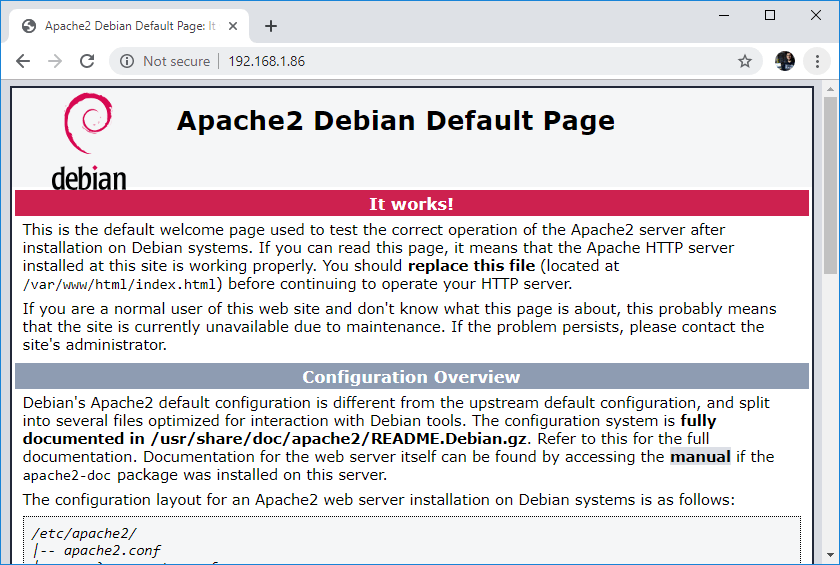 Apache2 Debian Default Page: It
Not secure | 192.168.1.86
debian
Apache2 Debian Default Page
It works!
This is the default welcome page used to test the correct operation of the Apache2 server after
installation on Debian systems. If you can read this page, it means that the Apache HTTP server
installed at this site is working properly. You should replace this file (located at
/var/www/html/index.html) before continuing to operate your HTTP server.
If you are a normal user of this web site and don't know what this page is about, this probably means
that the site is currently unavailable due to maintenance. If the problem persists, please contact the
site's administrator.
Configuration Overview
Debian's Apache2 default configuration is different from the upstream default configuration, and split
into several files optimized for interaction with Debian tools. The configuration system is fully
documented in /usr/share/doc/apache2/README.Debian.gz. Refer to this for the full
documentation. Documentation for the web server itself can be found by accessing the manual if the
apache2-doc package was installed on this server.
The configuration layout for an Apache2 web server installation on Debian systems is as follows:
/etc/apache2/
|-- apache2.conf